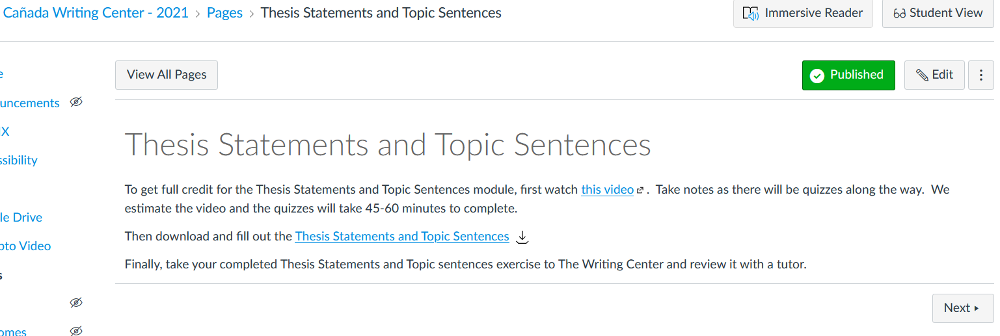 Cañada Writing Center - 2021 > Pages > Thesis Statements and Topic Sentences
Immersive Reader
Student View
View All Pages
Published
Edit
uncements
X
ssibility
le Drive
pto Video
s
omes
Thesis Statements and Topic Sentences
To get full credit for the Thesis Statements and Topic Sentences module, first watch this video. Take notes as there will be quizzes along the way. We
estimate the video and the quizzes will take 45-60 minutes to complete.
Then download and fill out the Thesis Statements and Topic Sentences
Finally, take your completed Thesis Statements and Topic sentences exercise to The Writing Center and review it with a tutor.
Next